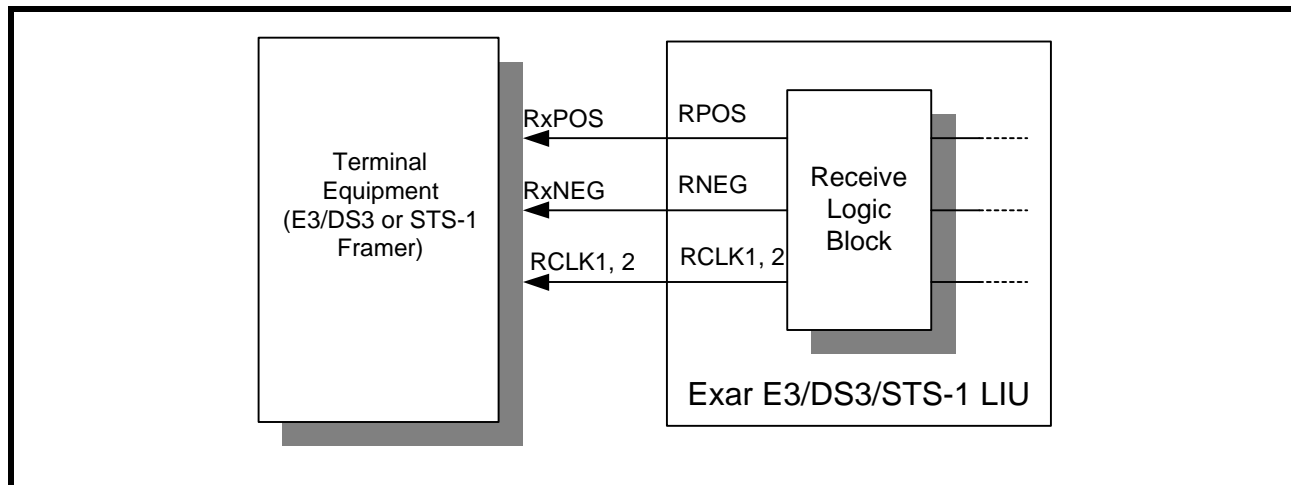 Terminal
Equipment
(E3/DS3 or STS-1
Framer)
RxPOS
RPOS
RxNEG
RNEG
RCLK1, 2
RCLK1, 2
Receive
Logic
Block
Exar E3/DS3/STS-1 LIU